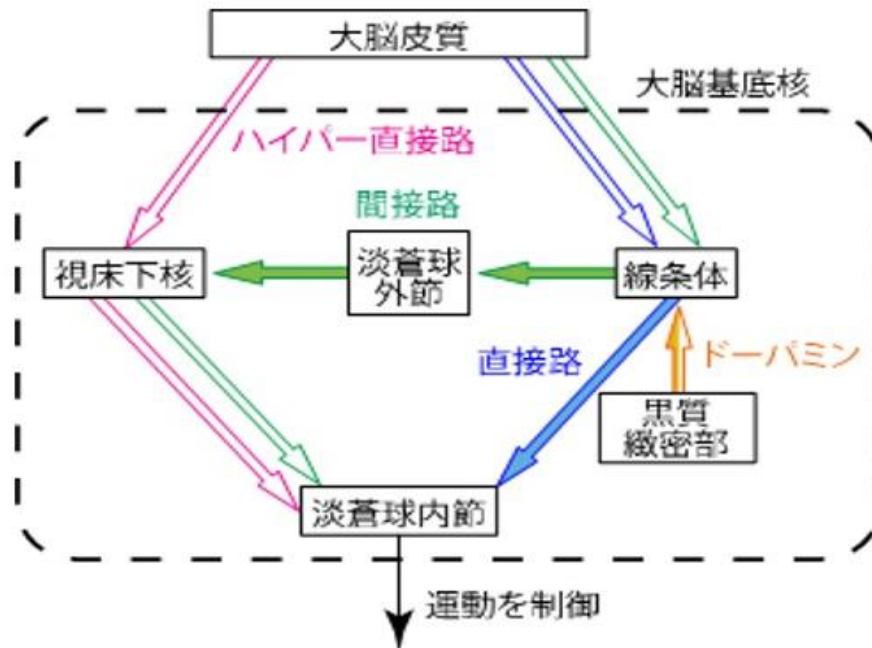 大脳皮質
大脳基底核
ハイパー直接路
間接路
視床下核
淡蒼球
外節
線条体
直接路
ドーパミン
黒質
緻密部
淡蒼球内節
運動を制御